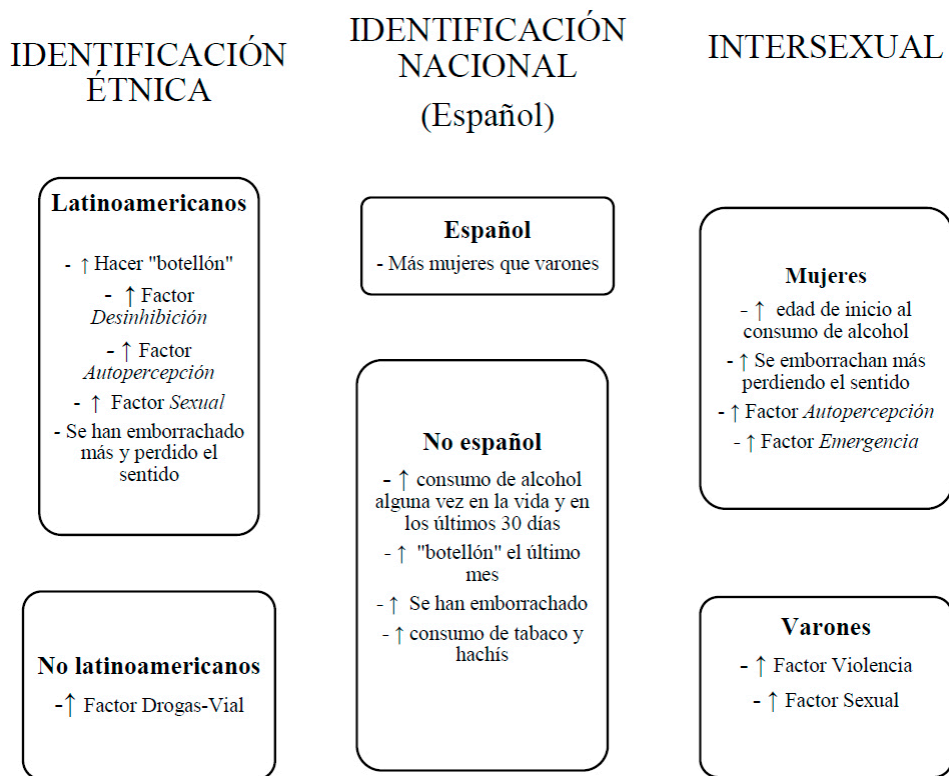 IDENTIFICACIÓN
ÉTNICA
Latinoamericanos
- ↑ Hacer "botellón"
- ↑ Factor
Desinhibición
- ↑ Factor
Autopercepción
- ↑ Factor Sexual
- Se han emborrachado
más y perdido el
sentido
No latinoamericanos
-↑ Factor Drogas-Vial
IDENTIFICACIÓN
NACIONAL
(Español)
Español
- Más mujeres que varones
No español
- ↑ consumo de alcohol
alguna vez en la vida y en
los últimos 30 días
- ↑ "botellón" el último
mes
- ↑ Se han emborrachado
- ↑ consumo de tabaco y
hachís
INTERSEXUAL
Mujeres
- ↑ edad de inicio al
consumo de alcohol
- ↑ Se emborrachan más
perdiendo el sentido
- ↑ Factor Autopercepción
- ↑ Factor Emergencia
Varones
- ↑ Factor Violencia
- ↑ Factor Sexual